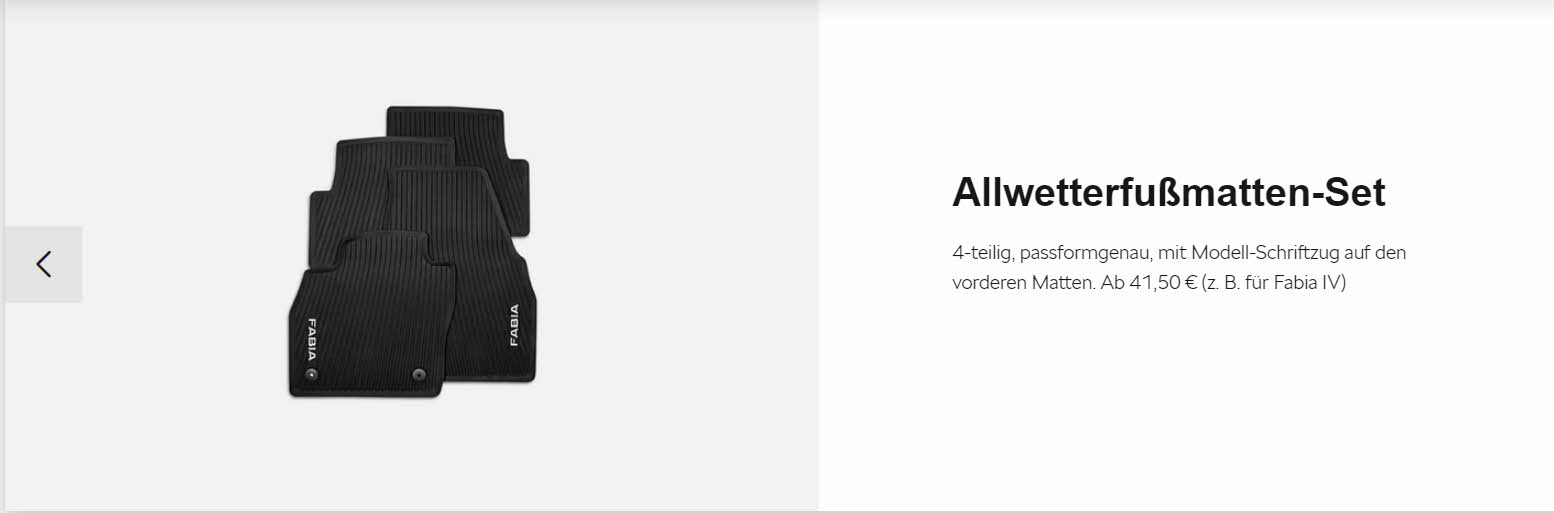 Allwetterfußmatten-Set
4-teilig, passformgenau, mit Modell-Schriftzug auf den
vorderen Matten. Ab 41,50 € (z. B. für Fabia IV)
FABIA
FABIA